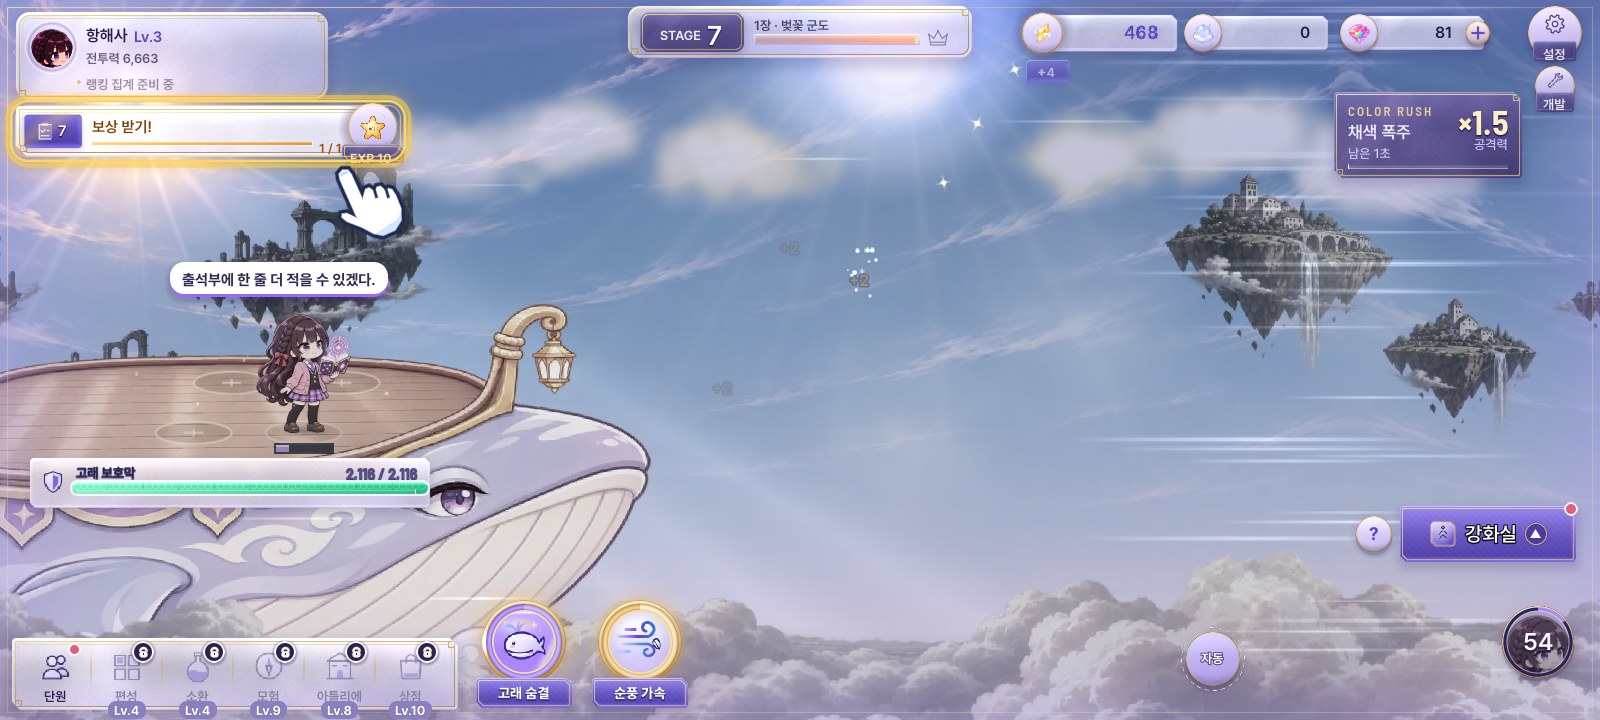 항해사 Lv.3
전투력 6,663
랭킹 집계 준비 중
7
보상 받기!
1/1
EXP 10
STAGE 7
1장 · 벚꽃 군도
468
+4
0
81
설정
개발
COLOR RUSH
채색 폭주
남은 1초
×1.5
공격력
+2
+2
+2
출석부에 한 줄 더 적을 수 있겠다.
고래 보호막
2,116 / 2,116
?
강화실
단원
편성
Lv.4
소환
Lv.4
모험
Lv.9
아틀리에
Lv.8
상점
Lv.10
고래 숨결
순풍 가속
자동
54